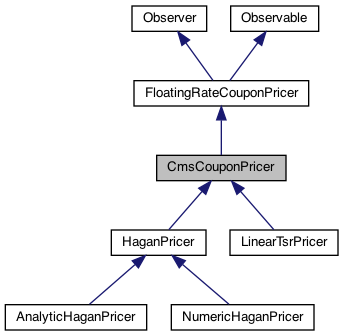 Observer
Observable
FloatingRateCouponPricer
CmsCouponPricer
HaganPricer
LinearTsrPricer
AnalyticHaganPricer
NumericHaganPricer